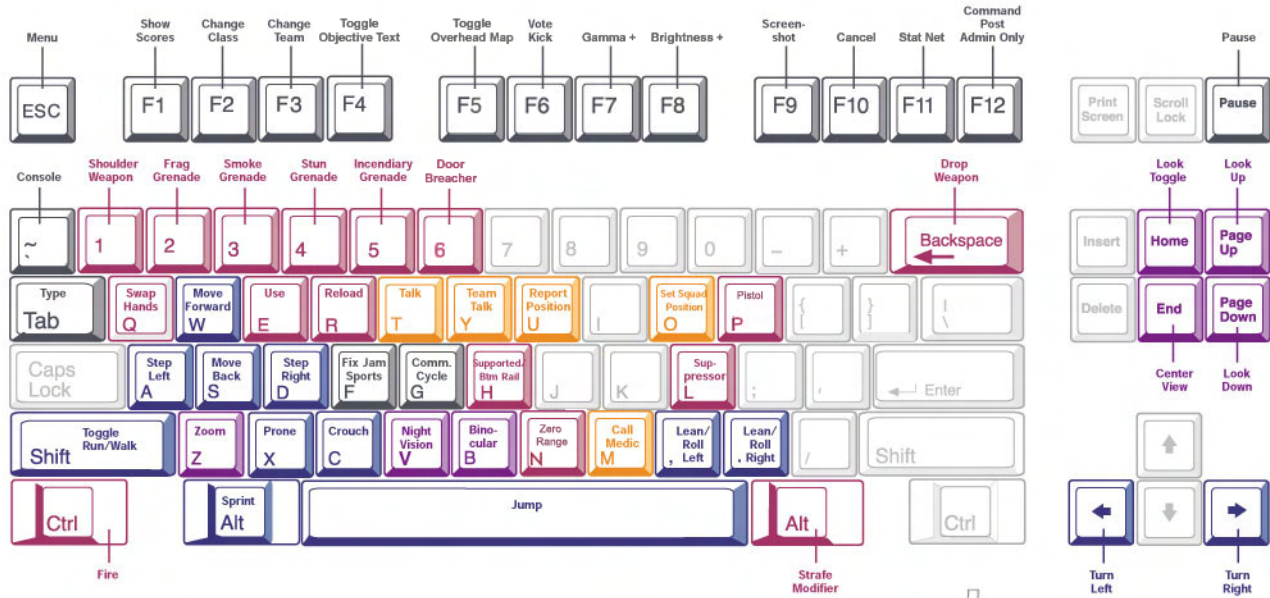 Menu
Show
Scores
Change
Class
Change
Team
Toggle
Objective Text
Toggle
Overhead Map
Vote
Kick
Gamma +
Brightness +
Screen-
shot
Cancel
Stat Net
Command
Post
Admin Only
Pause
ESC
F1
F2
F3
F4
F5
F6
F7
F8
F9
F10
F11
F12
Print
Screen
Scroll
Lock
Pause
Console
Shoulder
Weapon
Frag
Grenade
Smoke
Grenade
Stun
Grenade
Incendiary
Grenade
Door
Breacher
Drop
Weapon
Look
Toggle
Look
Up
~
`
1
2
3
4
5
6
7
8
9
0
–
+
Backspace
Insert
Home
Page
Up
Type
Tab
Swap
Hands
Q
Move
Forward
W
Use
E
Reload
R
Talk
T
Team
Talk
Y
Report
Position
U
I
Set Squad
Position
O
Pistol
P
{
[
}
]
|
\
Delete
End
Page
Down
Caps
Lock
Step
Left
A
Move
Back
S
Step
Right
D
Fix Jam
Sports
F
Comm.
Cycle
G
Supported/
Btm Rail
H
J
K
Sup-
pressor
L
;
'
Enter
Center
View
Look
Down
Shift
Toggle
Run/Walk
Zoom
Z
Prone
X
Crouch
C
Night
Vision
V
Bino-
cular
B
Zero
Range
N
Call
Medic
M
Lean/
Roll
, Left
Lean/
Roll
. Right
/
Shift
Ctrl
Sprint
Alt
Jump
Alt
Ctrl
Fire
Strafe
Modifier
Turn
Left
Turn
Right